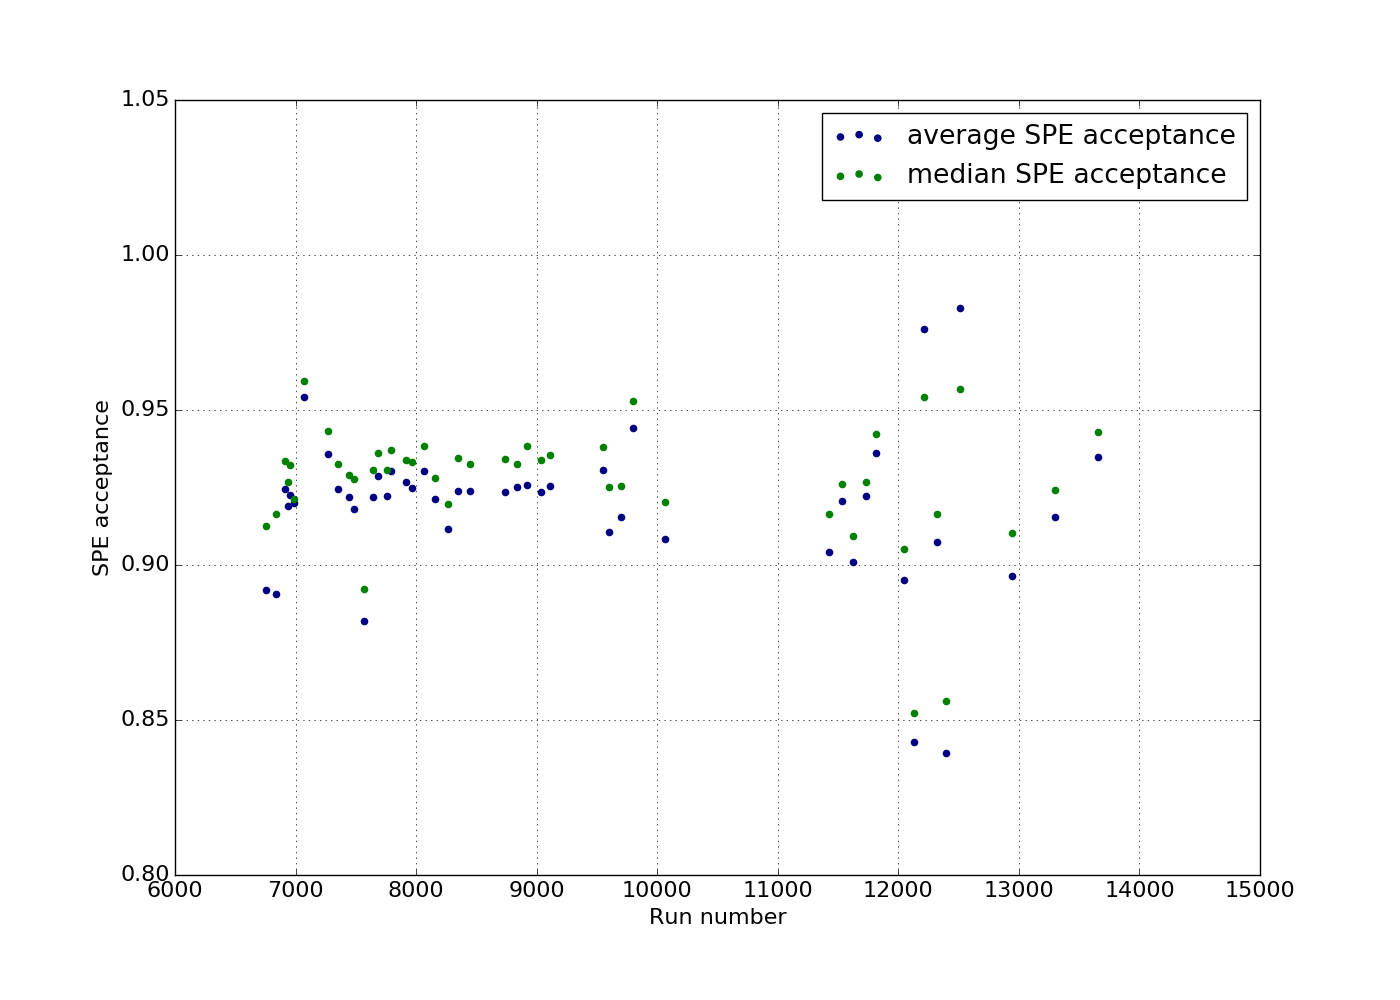 1.05
average SPE acceptance
median SPE acceptance
1.00
0.95
SPE acceptance
0.90
0.85
0.80
6000 7000 8000 9000 10000 11000 12000 13000 14000 15000
Run number